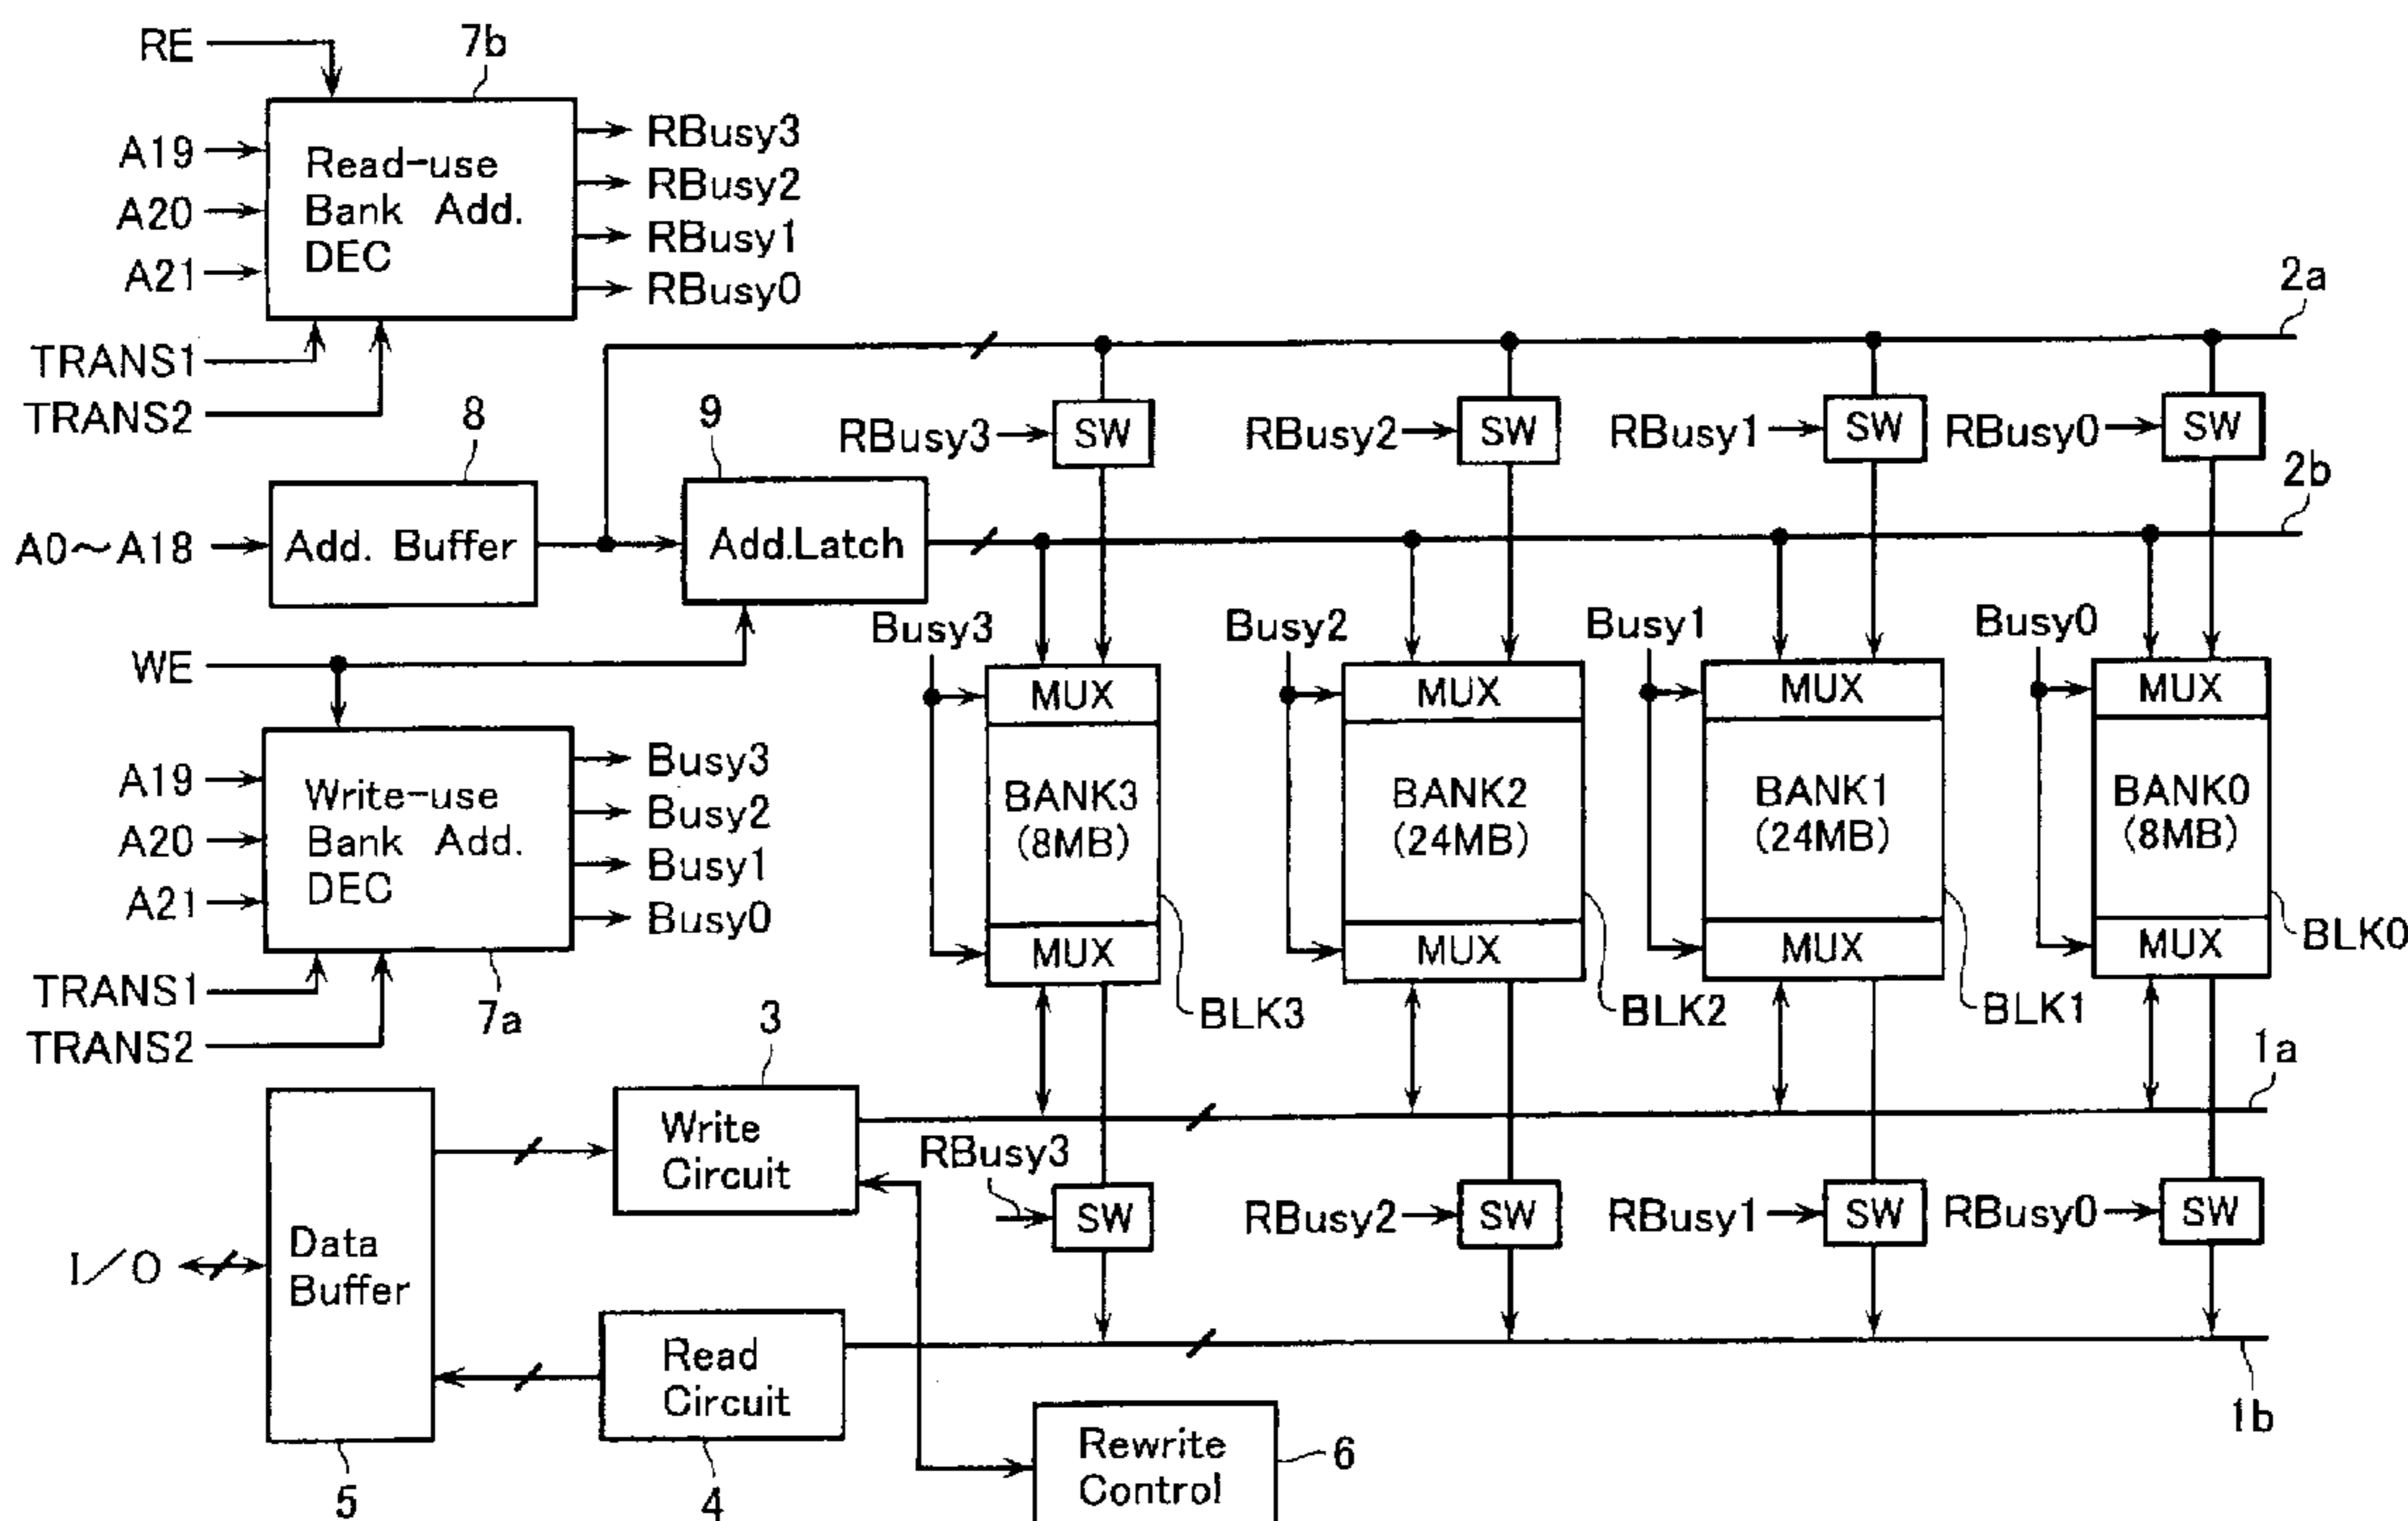 RE
7b
A19
A20
A21
Read-use
Bank Add.
DEC
RBusy3
RBusy2
RBusy1
RBusy0
TRANS1
TRANS2
2a
8
9
RBusy3
SW
RBusy2
SW
RBusy1
SW
RBusy0
SW
2b
A0~A18
Add. Buffer
Add.Latch
WE
Busy3
Busy2
Busy1
Busy0
MUX
MUX
MUX
MUX
A19
A20
A21
Write-use
Bank Add.
DEC
Busy3
Busy2
Busy1
Busy0
BANK3
(8MB)
BANK2
(24MB)
BANK1
(24MB)
BANK0
(8MB)
MUX
MUX
MUX
MUX
BLK3
BLK2
BLK1
BLK0
TRANS1
TRANS2
7a
3
1a
Write
Circuit
RBusy3
SW
RBusy2
SW
RBusy1
SW
RBusy0
SW
I/O
Data
Buffer
Read
Circuit
1b
Rewrite
Control
6
5
4